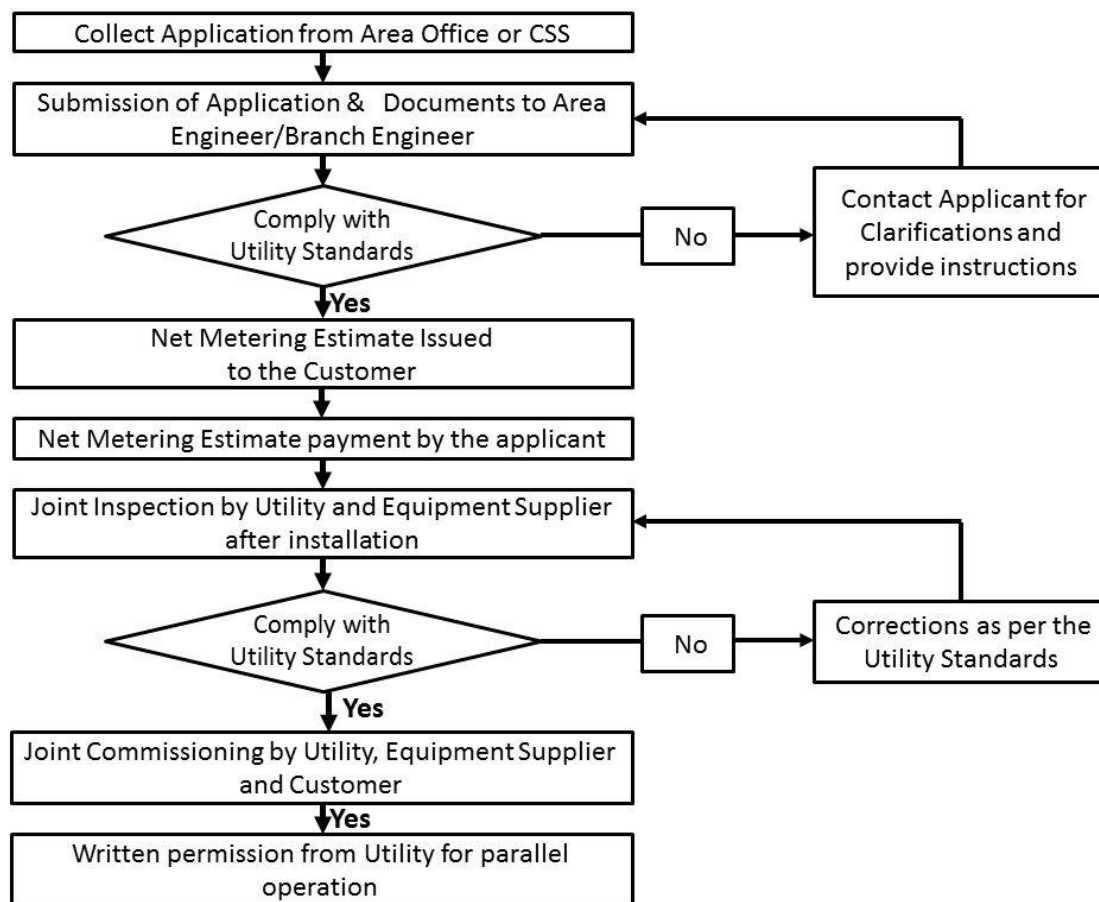 Collect Application from Area Office or CSS
Submission of Application & Documents to Area
Engineer/Branch Engineer
Comply with
Utility Standards
No
Contact Applicant for
Clarifications and
provide instructions
Yes
Net Metering Estimate Issued
to the Customer
Net Metering Estimate payment by the applicant
Joint Inspection by Utility and Equipment Supplier
after installation
Comply with
Utility Standards
No
Corrections as per the
Utility Standards
Yes
Joint Commissioning by Utility, Equipment Supplier
and Customer
Yes
Written permission from Utility for parallel
operation